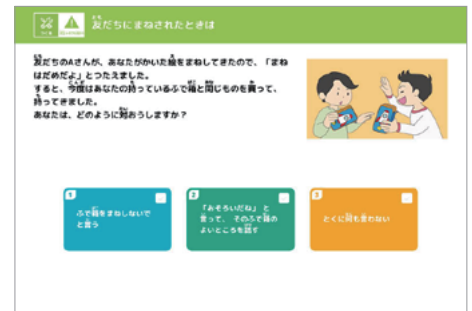 友だちにまねされたときは
友だちのAさんが、あなたがかいた絵をまねしてきたので、「まね
はだめだよ」とつたえました。
すると、今度はあなたの持っているふで箱と同じものを買って、
持ってきました。
あなたは、どのように対おうしますか？
1
ふで箱をまねしないで
と言う
2
「おそろいだね」と
言って、そのふで箱の
よいところを話す
3
とくに何も言わない